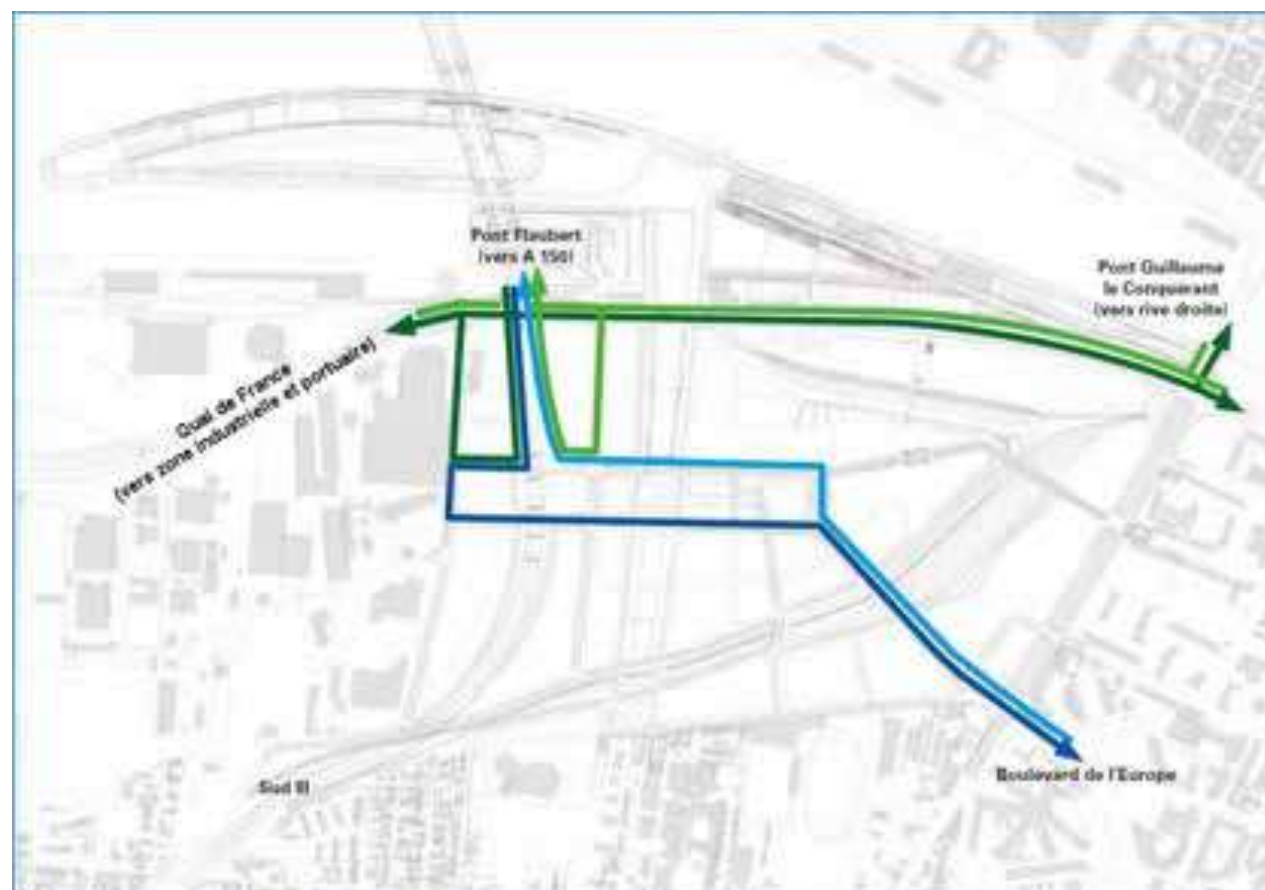 Pont Flaubert
(vers A 150)
Pont Guillaume
le Conquérant
(vers rive droite)
Quai de France
(vers zone industrielle et portuaire)
Sud III
Boulevard de l'Europe